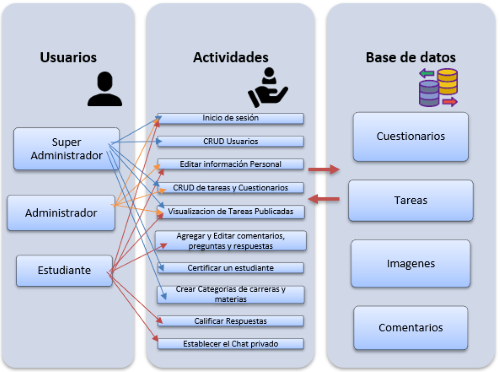 Usuarios
Super
Administrador
Administrador
Estudiante
Actividades
Inicio de sesión
CRUD Usuarios
Editar información Personal
CRUD de tareas y Cuestionarios
Visualizacion de Tareas Publicadas
Agregar y Editar comentarios,
preguntas y respuestas
Certificar un estudiante
Crear Categorias de carreras y
materias
Calificar Respuestas
Establecer el Chat privado
Base de datos
Cuestionarios
Tareas
Imagenes
Comentarios